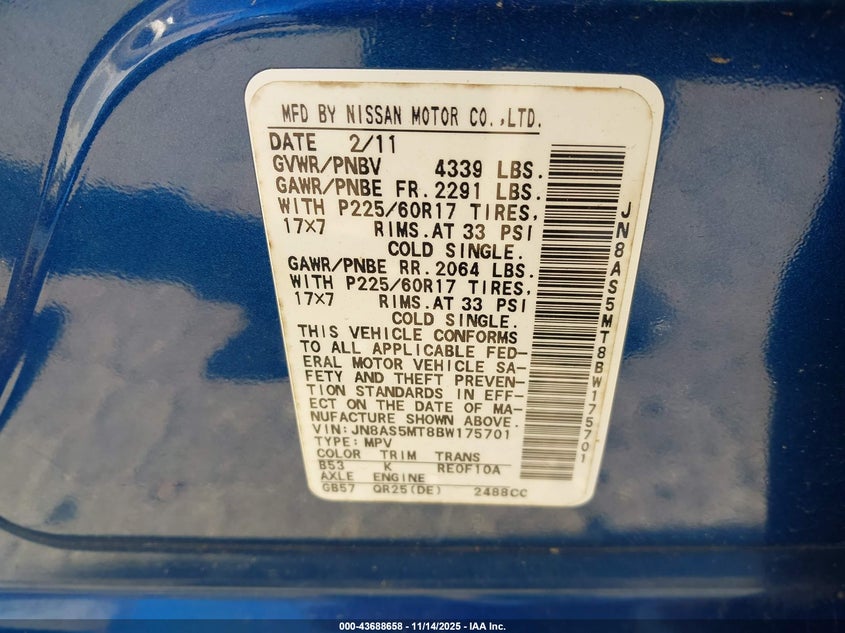 MFD BY NISSAN MOTOR CO.,LTD.
DATE 2/11
GVWR/PNBV 4339 LBS.
GAWR/PNBE FR. 2291 LBS.
WITH P225/60R17 TIRES,
17X7 RIMS.AT 33 PSI
COLD SINGLE.
GAWR/PNBE RR. 2064 LBS.
WITH P225/60R17 TIRES,
17X7 RIMS.AT 33 PSI
COLD SINGLE.
THIS VEHICLE CONFORMS
TO ALL APPLICABLE FED-
ERAL MOTOR VEHICLE SA-
FETY AND THEFT PREVEN-
TION STANDARDS IN EFF-
ECT ON THE DATE OF MA-
NUFACTURE SHOWN ABOVE.
VIN:JN8AS5MT8BW175701
TYPE:MPV
COLOR TRIM TRANS
B53 K RE0F10A
AXLE ENGINE
GB57 QR25(DE) 2488CC
JN8AS5MT8BW175701
000-43688658 - 11/14/2025 - IAA Inc.